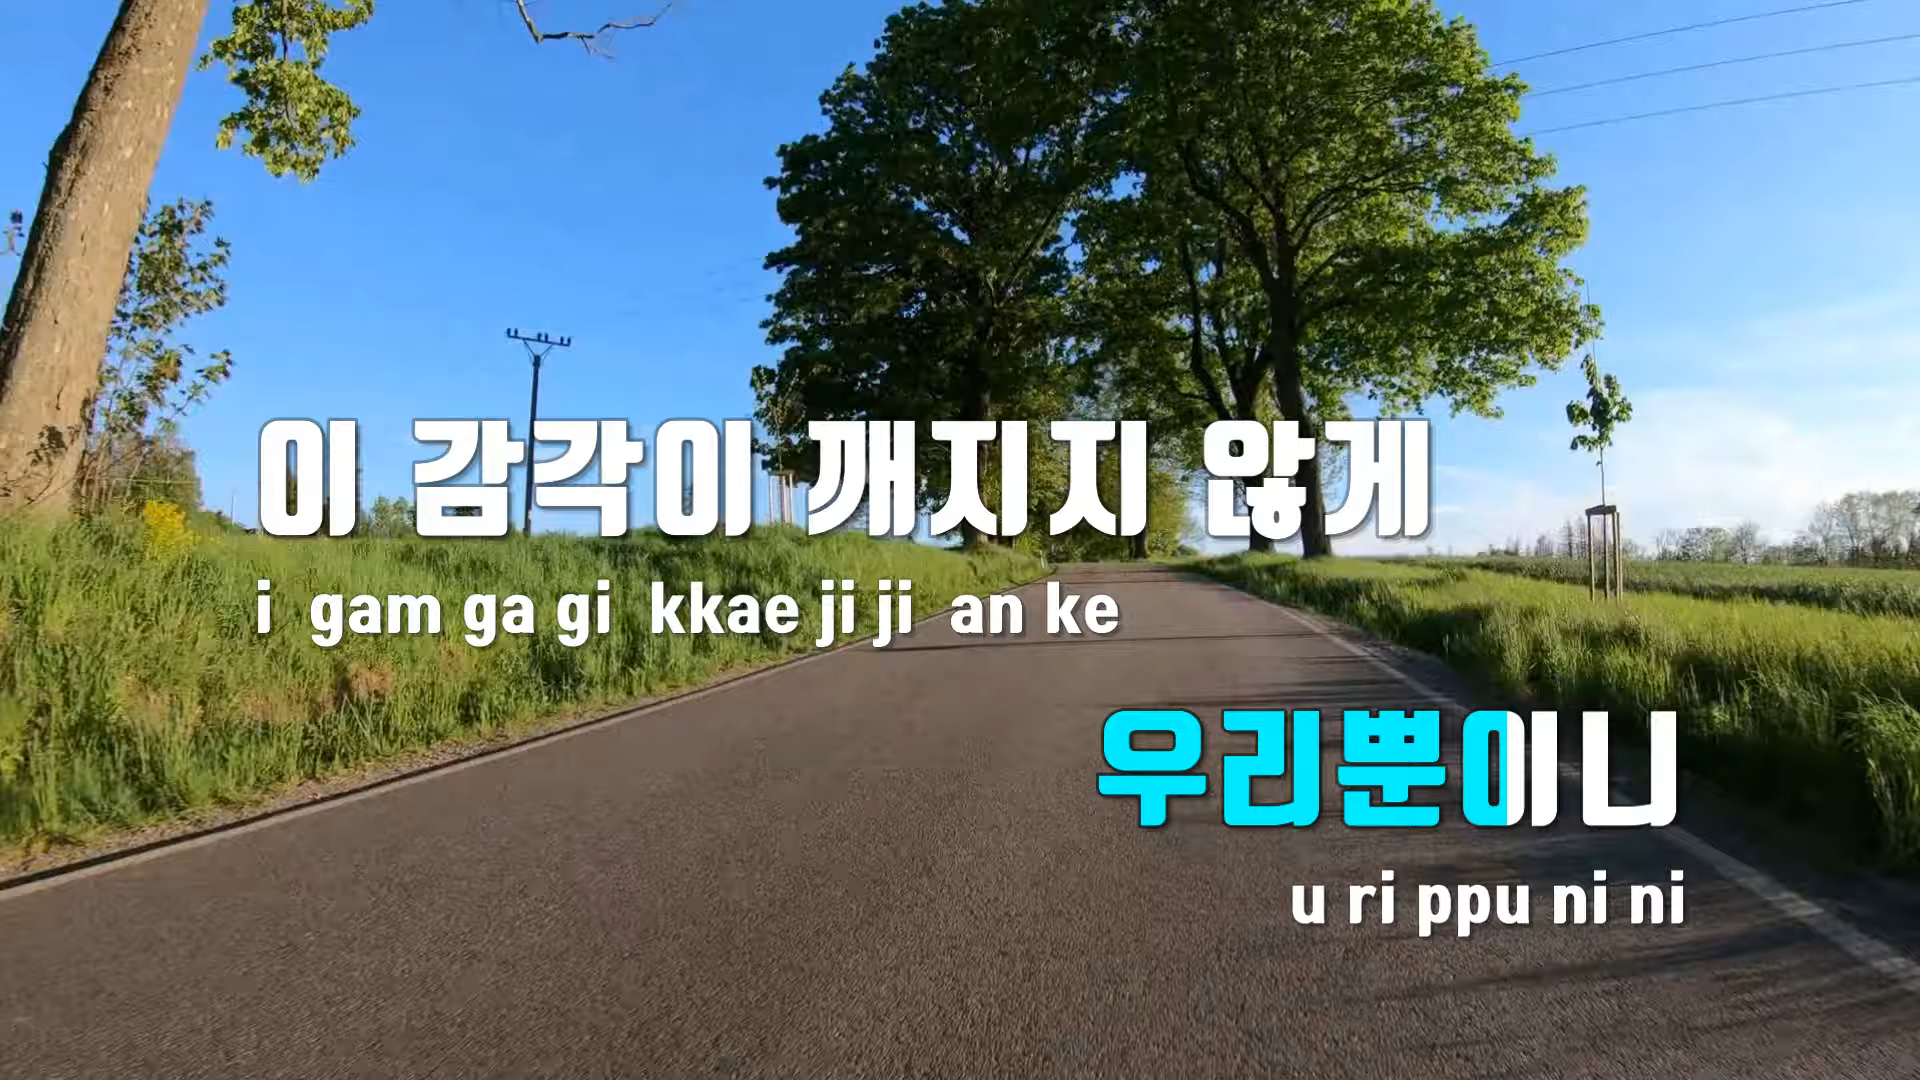 이 감각이 깨지지 않게
i gam ga gi kkae ji ji an ke
우리뿐이니
u ri ppu ni ni